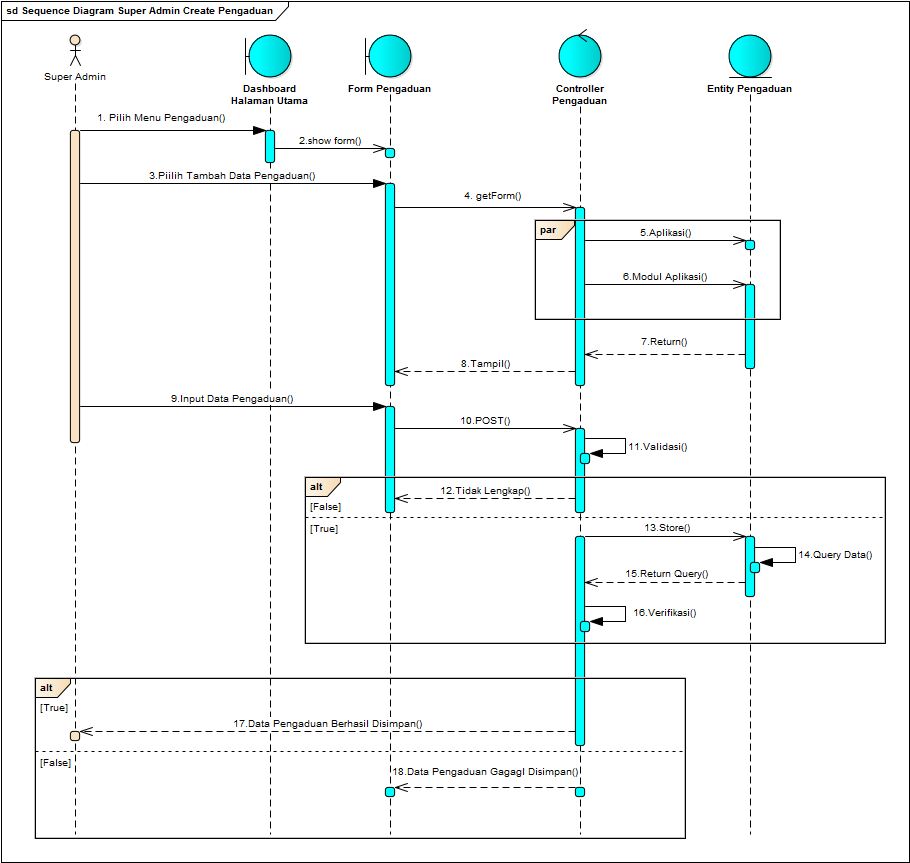 sd Sequence Diagram Super Admin Create Pengaduan
Super Admin
Dashboard
Halaman Utama
Form Pengaduan
Controller
Pengaduan
Entity Pengaduan
1. Pilih Menu Pengaduan()
2.show form()
3.Piilih Tambah Data Pengaduan()
4. getForm()
par
5.Aplikasi()
6.Modul Aplikasi()
7.Return()
8.Tampil()
9.Input Data Pengaduan()
10.POST()
11.Validasi()
alt
12.Tidak Lengkap()
[False]
[True]
13.Store()
14.Query Data()
15.Return Query()
16.Verifikasi()
alt
[True]
17.Data Pengaduan Berhasil Disimpan()
[False]
18.Data Pengaduan Gagagl Disimpan()